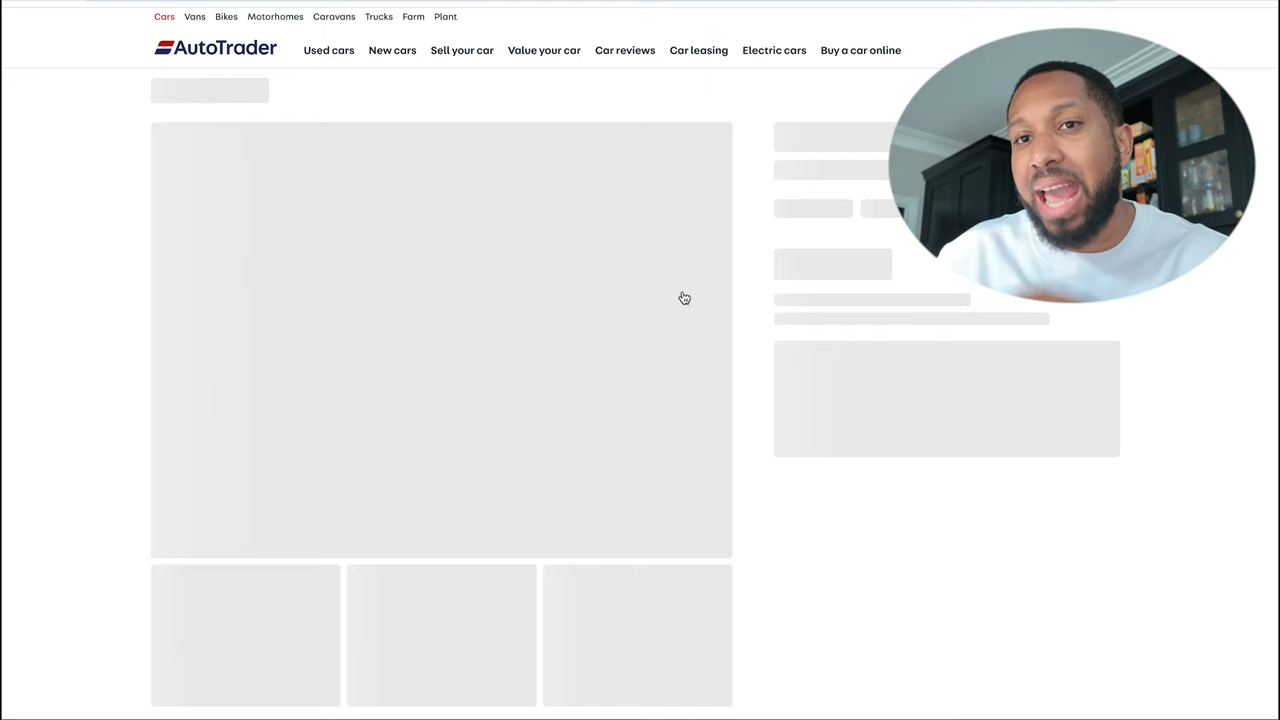 Cars Vans Bikes Motorhomes Caravans Trucks Farm Plant
AutoTrader Used cars New cars Sell your car Value your car Car reviews Car leasing Electric cars Buy a car online